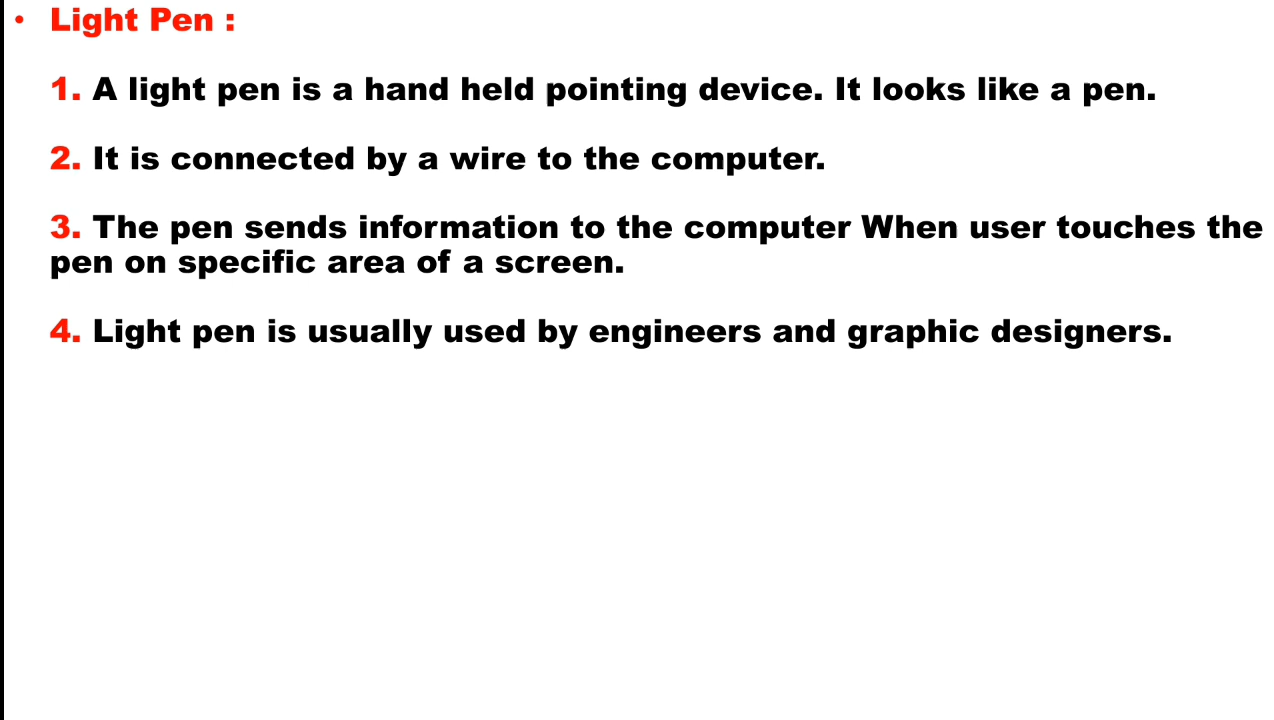 • Light Pen :
1. A light pen is a hand held pointing device. It looks like a pen.
2. It is connected by a wire to the computer.
3. The pen sends information to the computer When user touches the
pen on specific area of a screen.
4. Light pen is usually used by engineers and graphic designers.